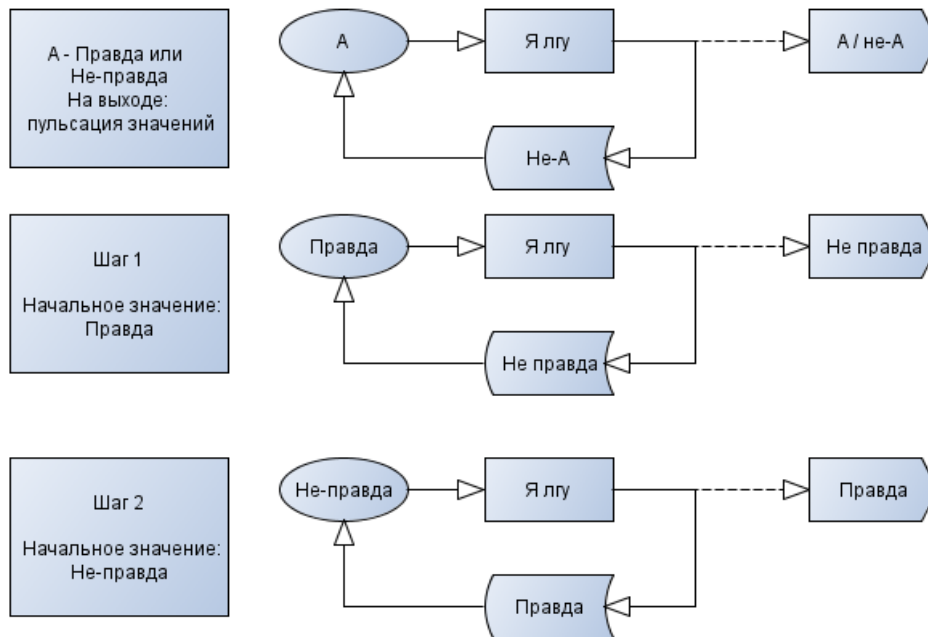 А - Правда или
Не-правда
На выходе:
пульсация значений
А
Я лгу
А / не-А
Не-А
Шаг 1
Начальное значение:
Правда
Правда
Я лгу
Не правда
Не правда
Шаг 2
Начальное значение:
Не-правда
Не-правда
Я лгу
Правда
Правда